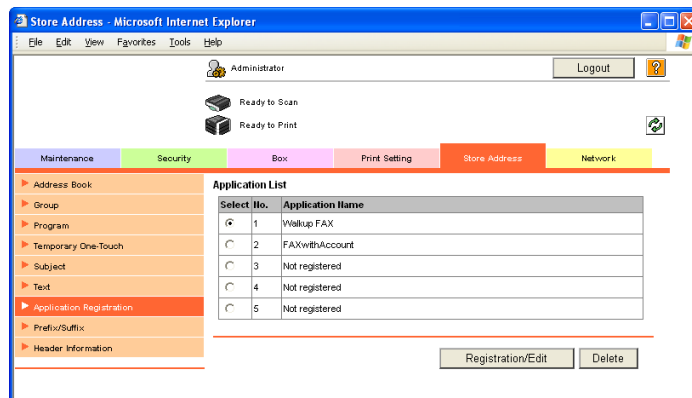 Store Address - Microsoft Internet Explorer
File Edit View Favorites Tools Help
Administrator Logout ?
Ready to Scan
Ready to Print
Maintenance Security Box Print Setting Store Address Network
Address Book
Group
Program
Temporary One-Touch
Subject
Text
Application Registration
Prefix/Suffix
Header Information
Application List
Select No. Application Name
1 Walkup FAX
2 FAXwithAccount
3 Not registered
4 Not registered
5 Not registered
Registration/Edit Delete